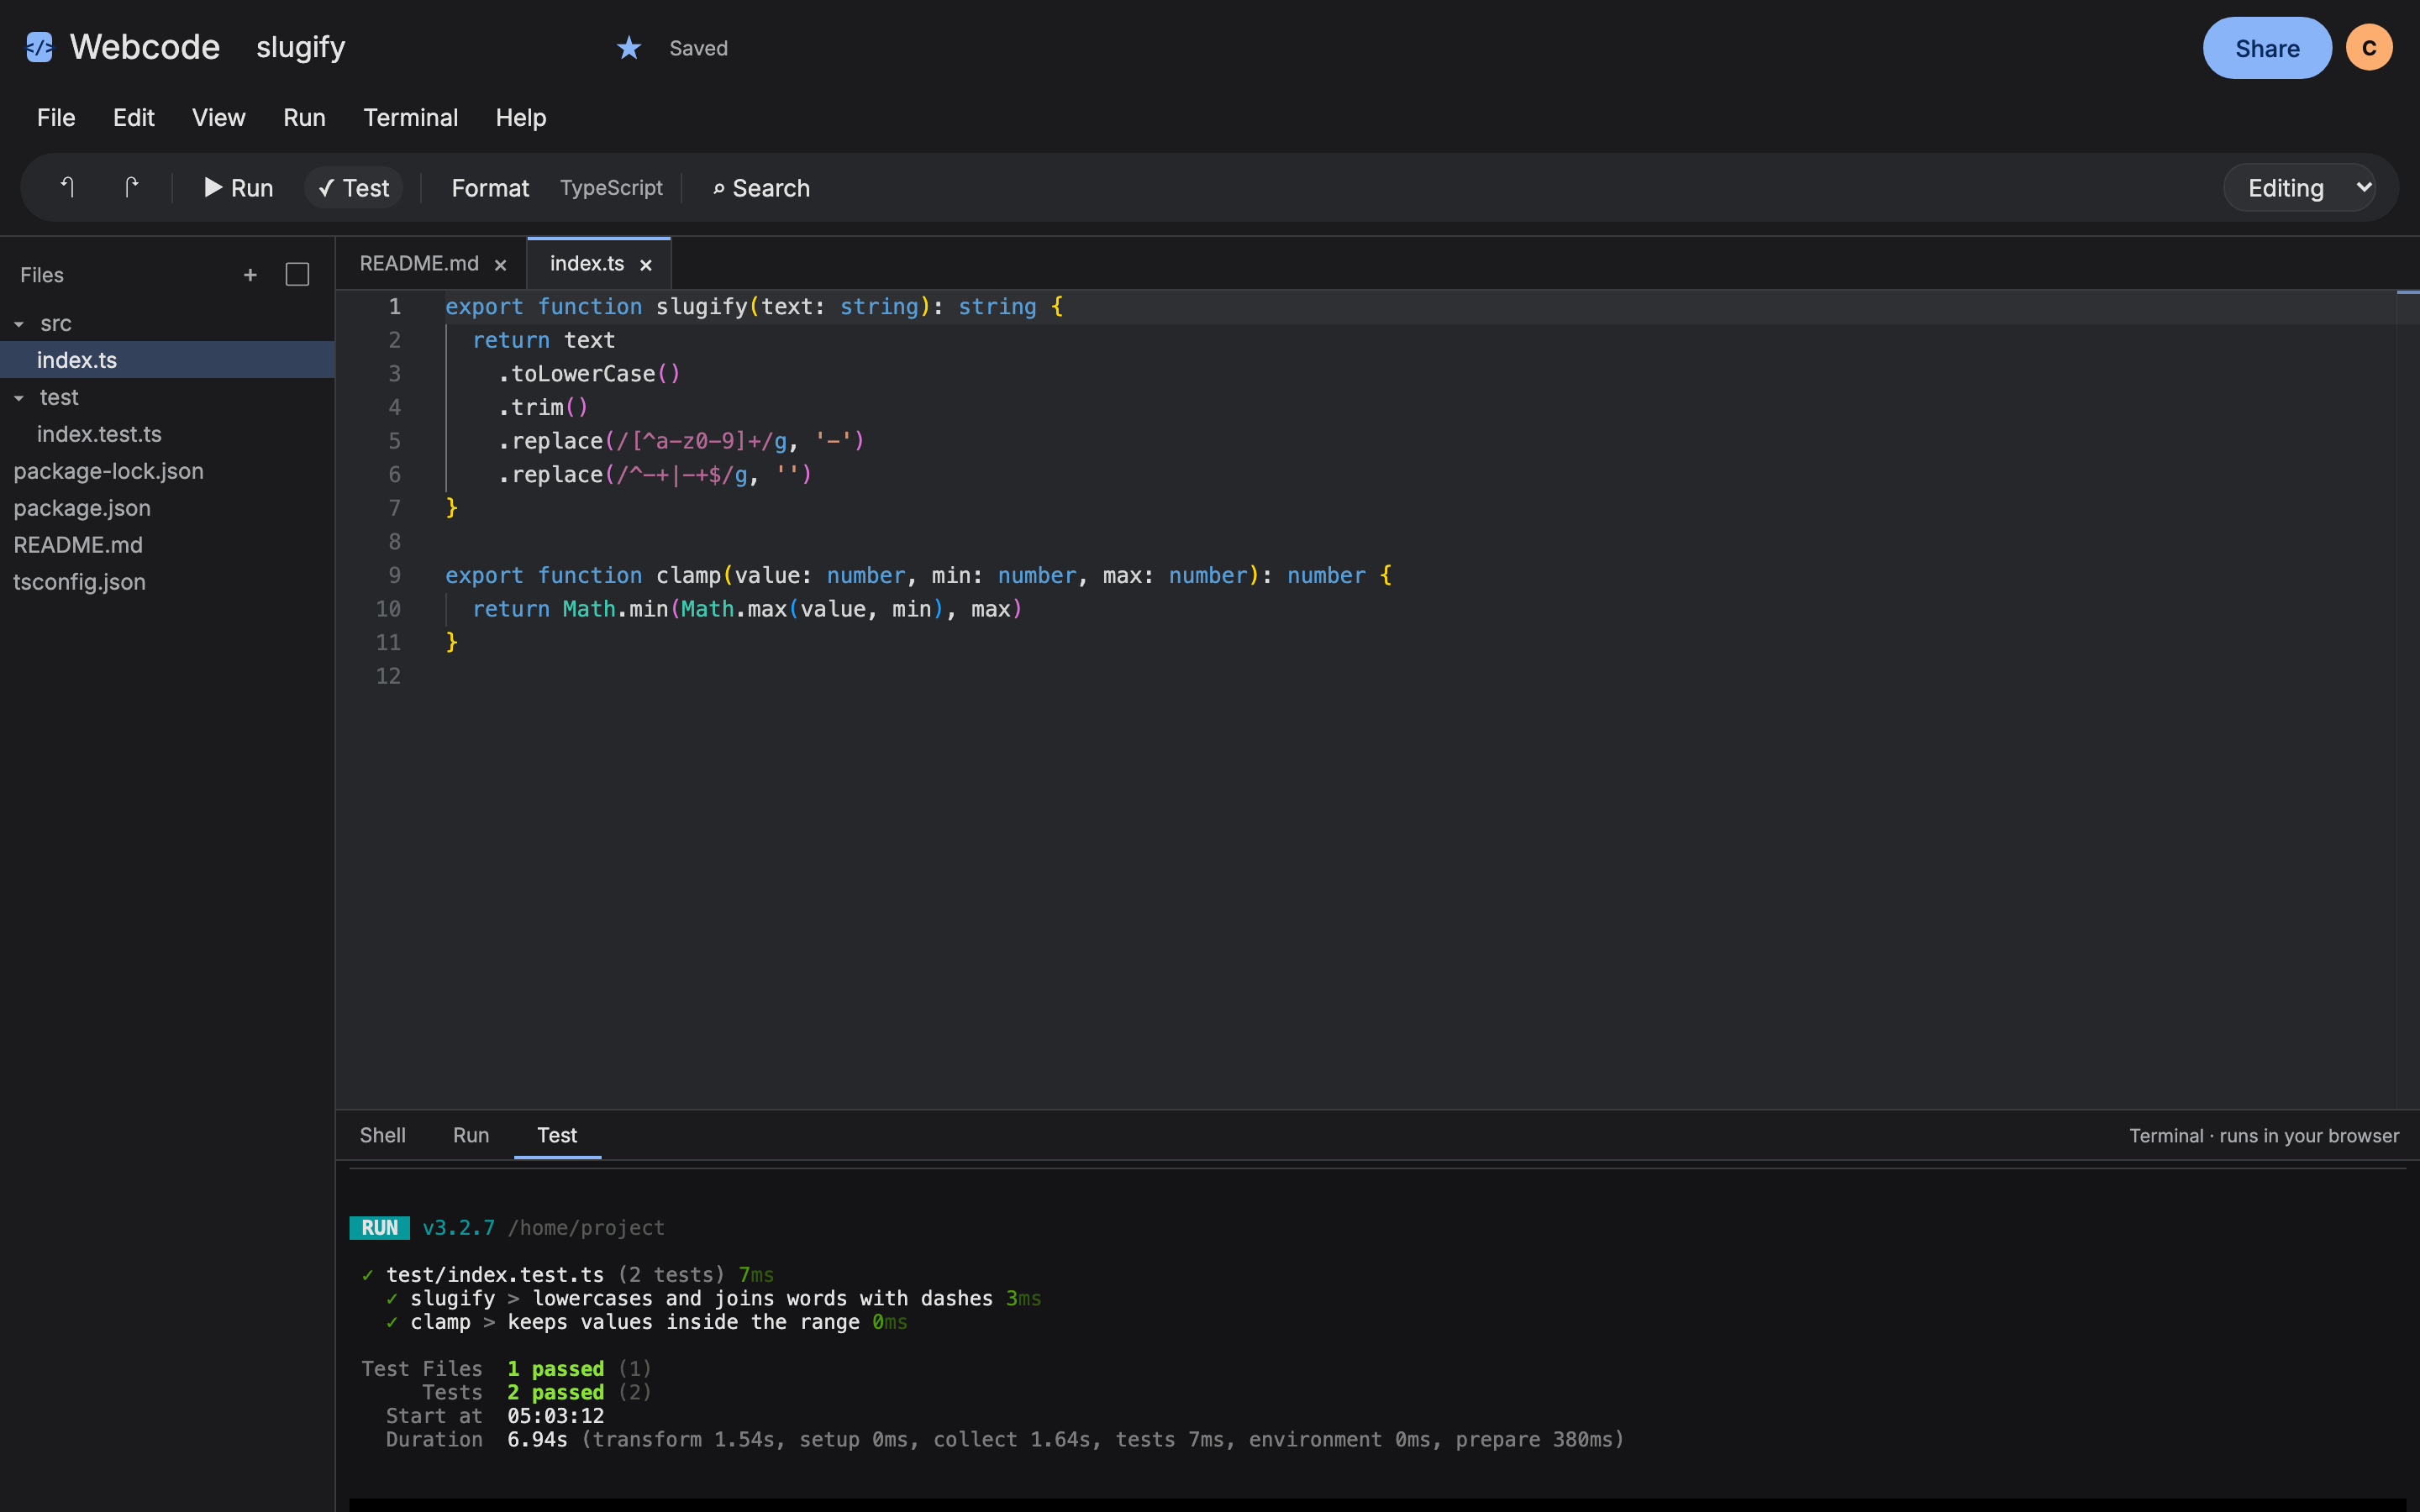 </> Webcode slugify ★ Saved Share C
File Edit View Run Terminal Help
▶ Run ✓ Test Format TypeScript Search Editing
Files +
src
index.ts
test
index.test.ts
package-lock.json
package.json
README.md
tsconfig.json
README.md × index.ts ×
1 export function slugify(text: string): string {
2   return text
3     .toLowerCase()
4     .trim()
5     .replace(/[^a-z0-9]+/g, '-')
6     .replace(/^-+|-+$/g, '')
7 }
8
9 export function clamp(value: number, min: number, max: number): number {
10   return Math.min(Math.max(value, min), max)
11 }
12
Shell Run Test Terminal · runs in your browser
RUN v3.2.7 /home/project
✓ test/index.test.ts (2 tests) 7ms
✓ slugify > lowercases and joins words with dashes 3ms
✓ clamp > keeps values inside the range 0ms
Test Files 1 passed (1)
Tests 2 passed (2)
Start at 05:03:12
Duration 6.94s (transform 1.54s, setup 0ms, collect 1.64s, tests 7ms, environment 0ms, prepare 380ms)